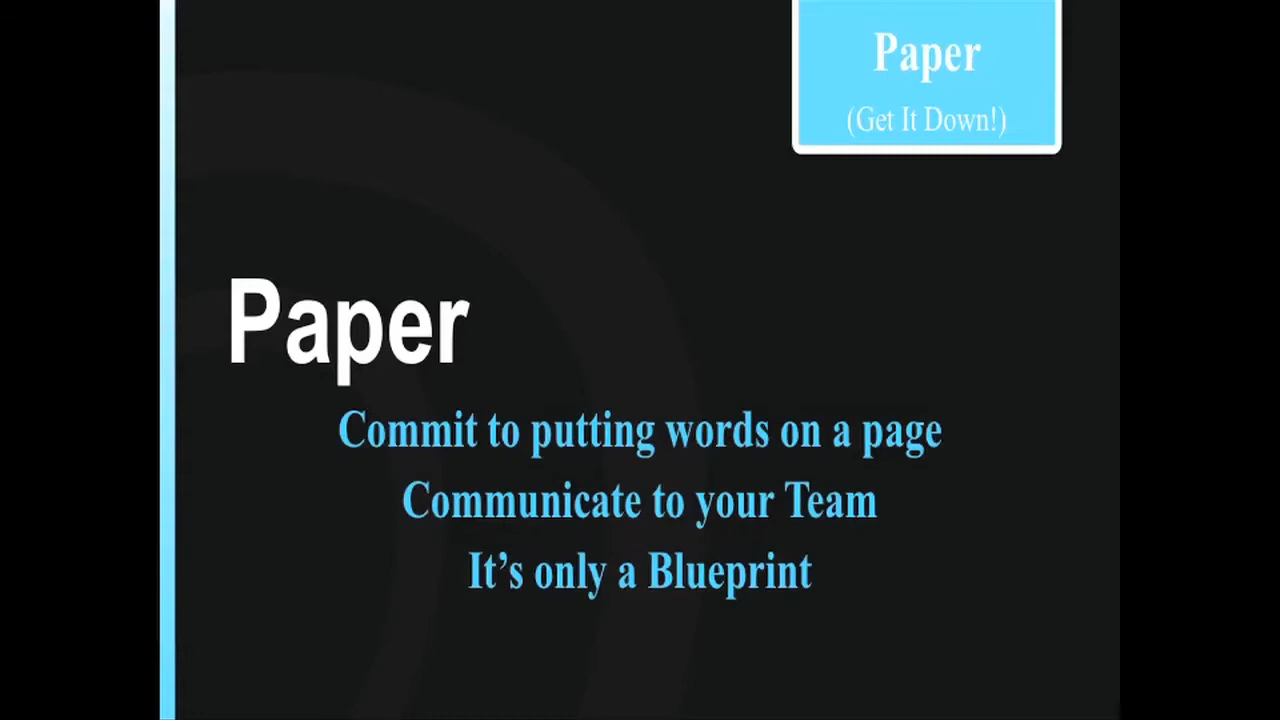 Paper
(Get It Down!)
Paper
Commit to putting words on a page
Communicate to your Team
It’s only a Blueprint